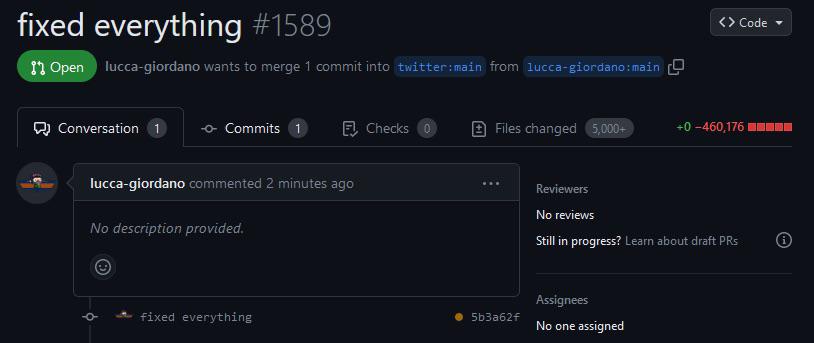 fixed everything #1589
Code
Open
lucca-giordano wants to merge 1 commit into twitter:main from lucca-giordano:main
Conversation 1
Commits 1
Checks 0
Files changed 5,000+
+0 −460,176
lucca-giordano commented 2 minutes ago
No description provided.
fixed everything
5b3a62f
Reviewers
No reviews
Still in progress? Learn about draft PRs
Assignees
No one assigned